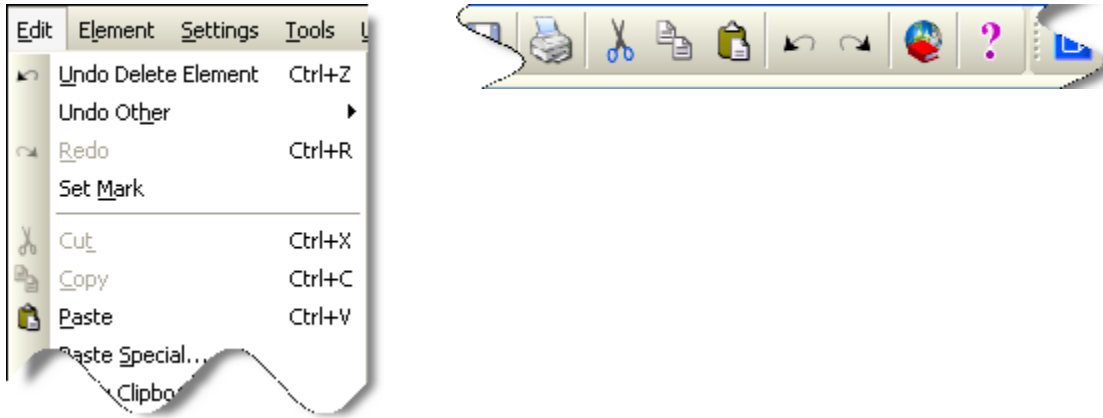 Edit Element Settings Tools
Undo Delete Element Ctrl+Z
Undo Other
Redo Ctrl+R
Set Mark
Cut Ctrl+X
Copy Ctrl+C
Paste Ctrl+V
Paste Special...
?